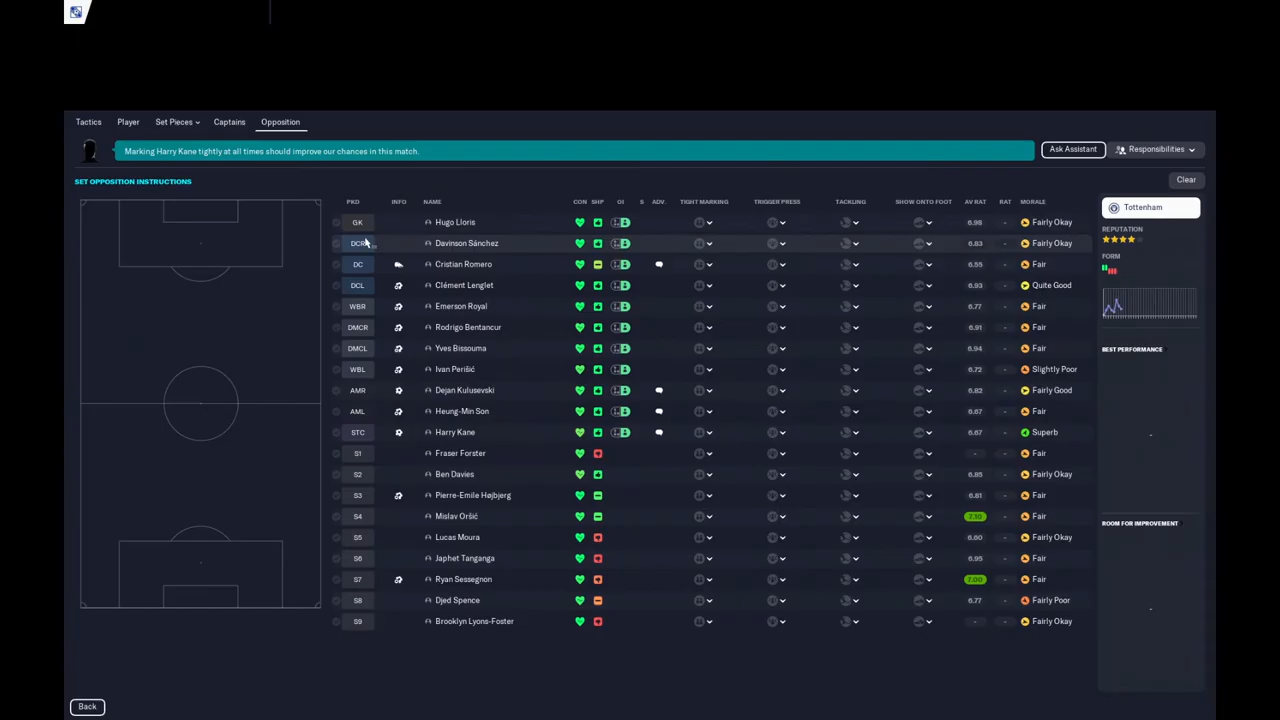 Tactics Player Set Pieces Captains Opposition
Marking Harry Kane tightly at all times should improve our chances in this match. Ask Assistant Responsibilities
SET OPPOSITION INSTRUCTIONS Clear
PKD INFO NAME CON SHP OI S ADV. TIGHT MARKING TRIGGER PRESS TACKLING SHOW ONTO FOOT AV RAT RAT MORALE
GK Hugo Lloris 6.98 - Fairly Okay
DCR Davinson Sánchez 6.83 - Fairly Okay
DC Cristian Romero 6.55 - Fair
DCL Clément Lenglet 6.93 - Quite Good
WBR Emerson Royal 6.77 - Fair
DMCR Rodrigo Bentancur 6.91 - Fair
DMCL Yves Bissouma 6.94 - Fair
WBL Ivan Perišić 6.72 - Slightly Poor
AMR Dejan Kulusevski 6.82 - Fairly Good
AML Heung-Min Son 6.67 - Fair
STC Harry Kane 6.67 - Superb
S1 Fraser Forster - - Fair
S2 Ben Davies 6.85 - Fairly Okay
S3 Pierre-Emile Højbjerg 6.81 - Fair
S4 Mislav Oršić 7.10 - Fair
S5 Lucas Moura 6.60 - Fairly Okay
S6 Japhet Tanganga 6.95 - Fair
S7 Ryan Sessegnon 7.00 - Fair
S8 Djed Spence 6.77 - Fairly Poor
S9 Brooklyn Lyons-Foster - - Fairly Okay
Tottenham
REPUTATION
FORM
BEST PERFORMANCE
-
ROOM FOR IMPROVEMENT
-
Back